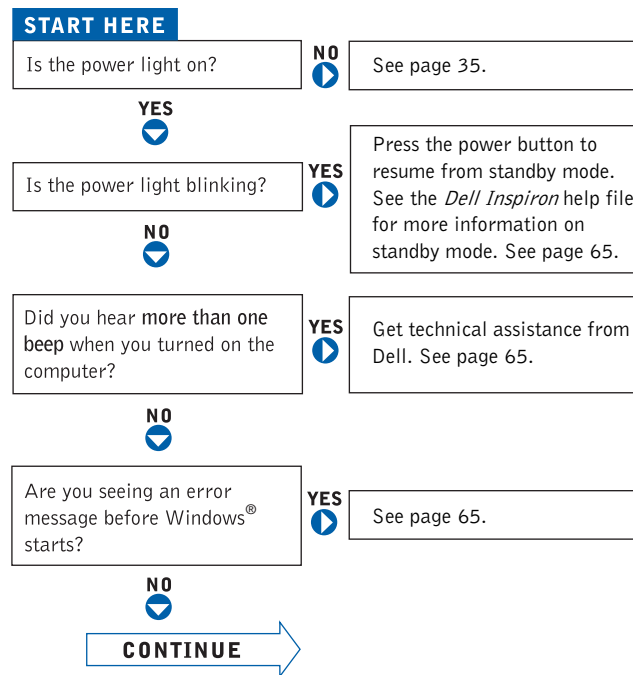 START HERE
Is the power light on?
NO
See page 35.
YES
Is the power light blinking?
YES
Press the power button to
resume from standby mode.
See the Dell Inspiron help file
for more information on
standby mode. See page 65.
NO
Did you hear more than one
beep when you turned on the
computer?
YES
Get technical assistance from
Dell. See page 65.
NO
Are you seeing an error
message before Windows®
starts?
YES
See page 65.
NO
CONTINUE